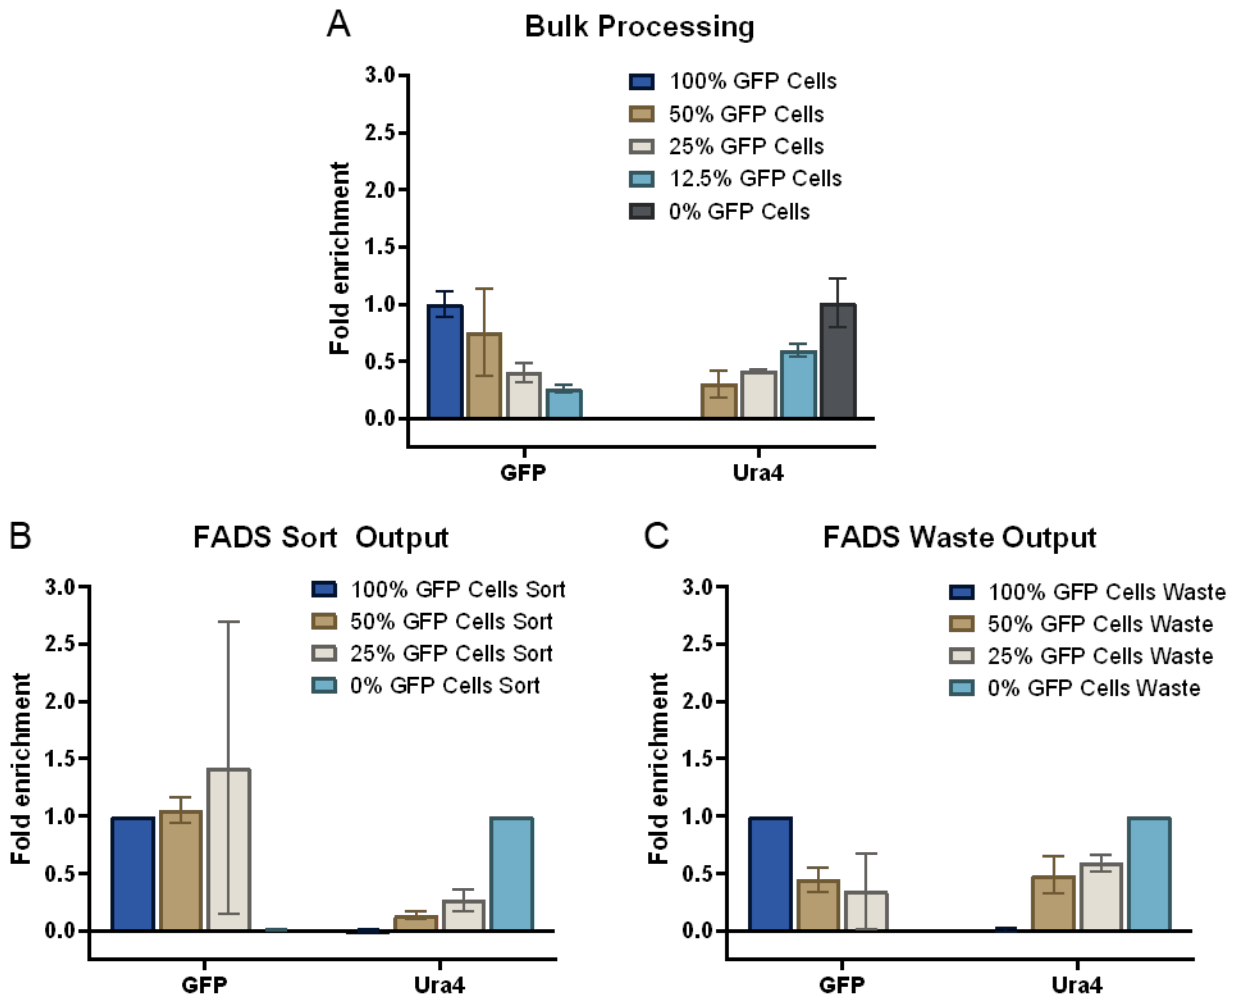 A
Bulk Processing
Fold enrichment
3.0
2.5
2.0
1.5
1.0
0.5
0.0
100% GFP Cells
50% GFP Cells
25% GFP Cells
12.5% GFP Cells
0% GFP Cells
GFP
Ura4
B
FADS Sort Output
Fold enrichment
3.0
2.5
2.0
1.5
1.0
0.5
0.0
100% GFP Cells Sort
50% GFP Cells Sort
25% GFP Cells Sort
0% GFP Cells Sort
GFP
Ura4
C
FADS Waste Output
Fold enrichment
3.0
2.5
2.0
1.5
1.0
0.5
0.0
100% GFP Cells Waste
50% GFP Cells Waste
25% GFP Cells Waste
0% GFP Cells Waste
GFP
Ura4